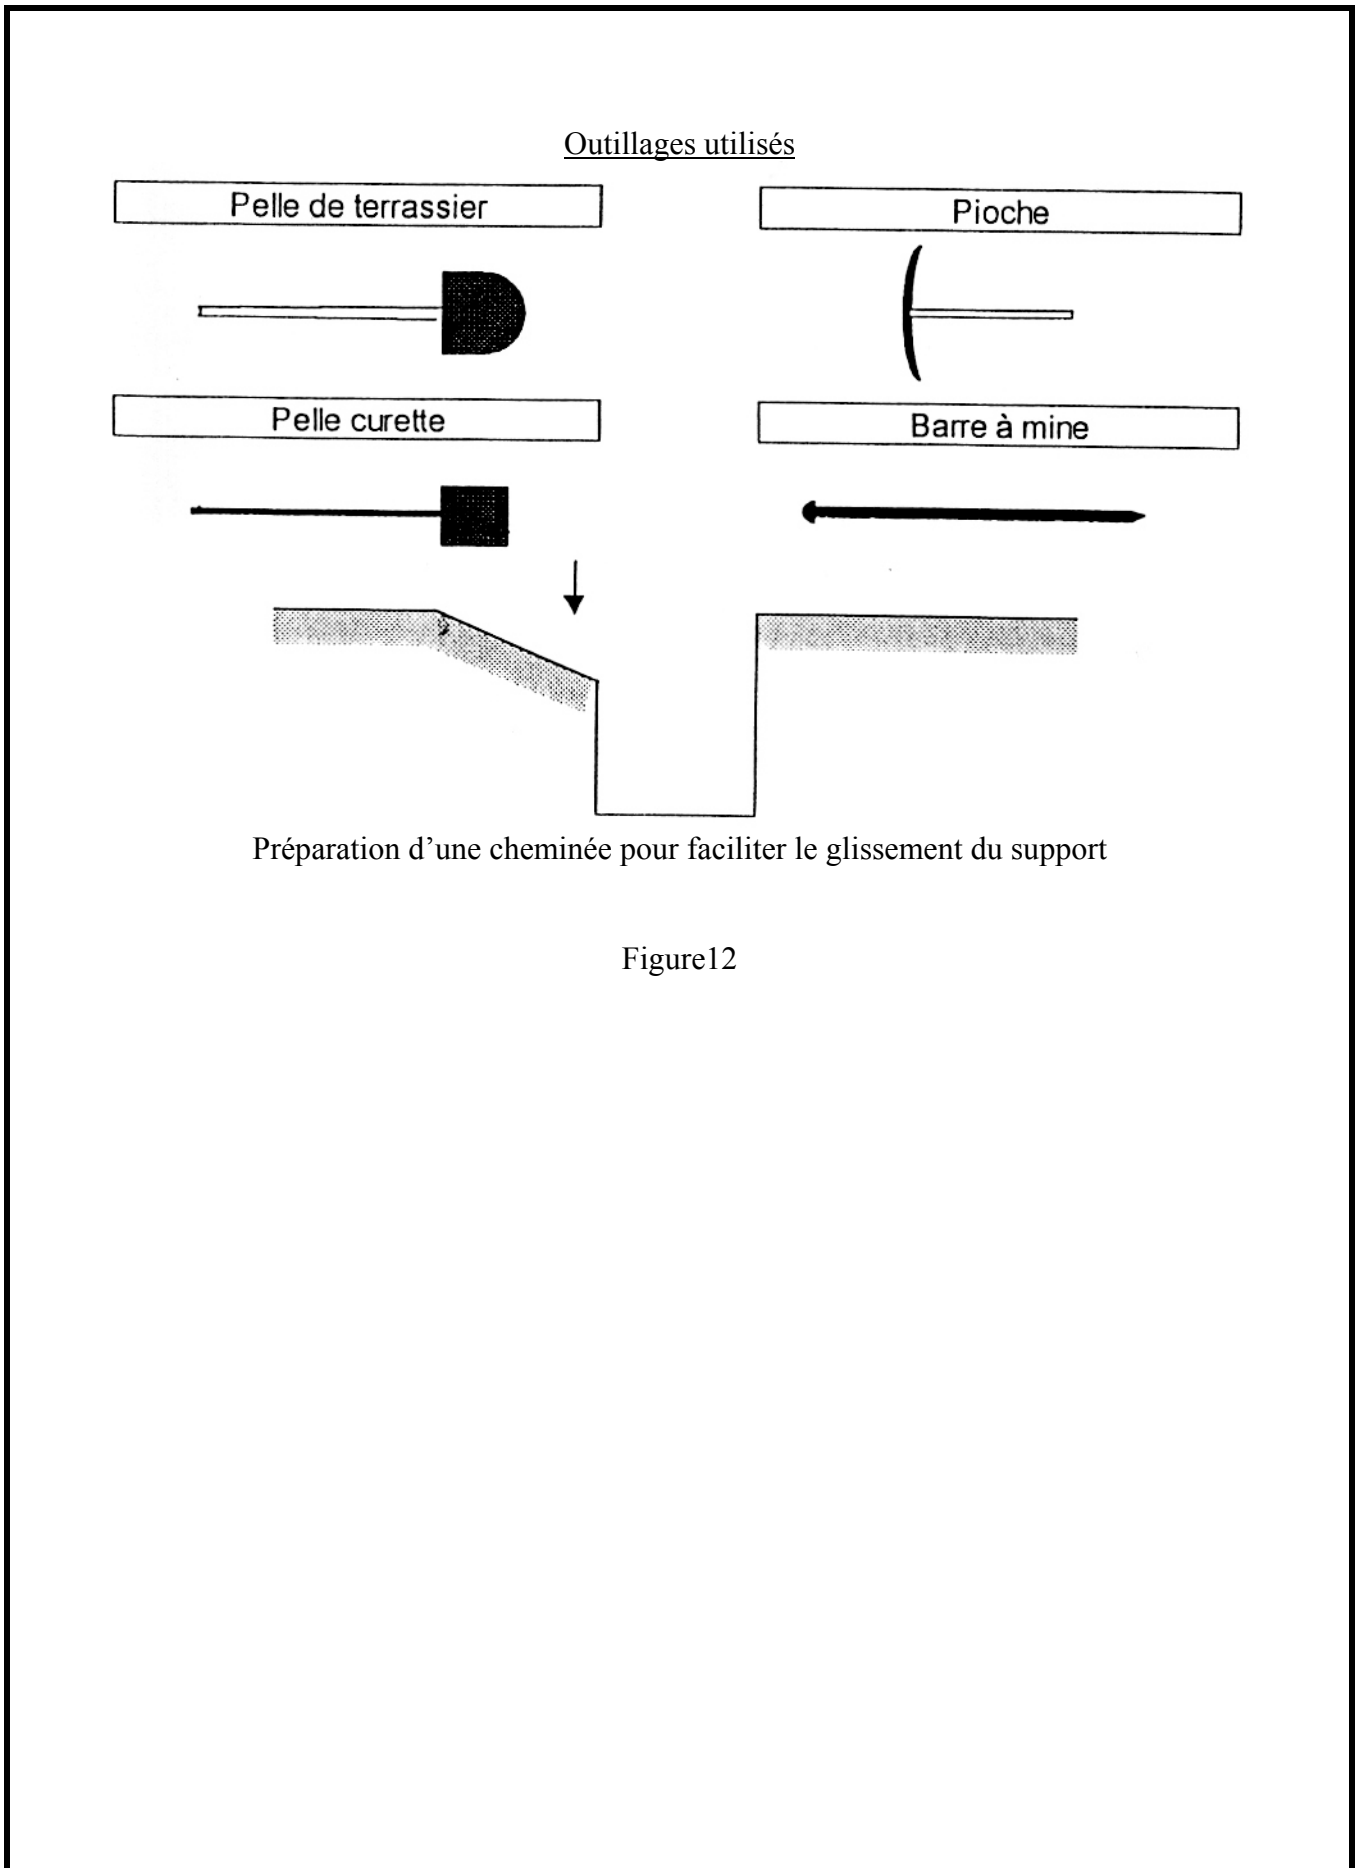 Outillages utilisés
Pelle de terrassier
Pioche
Pelle curette
Barre à mine
Préparation d’une cheminée pour faciliter le glissement du support
Figure12